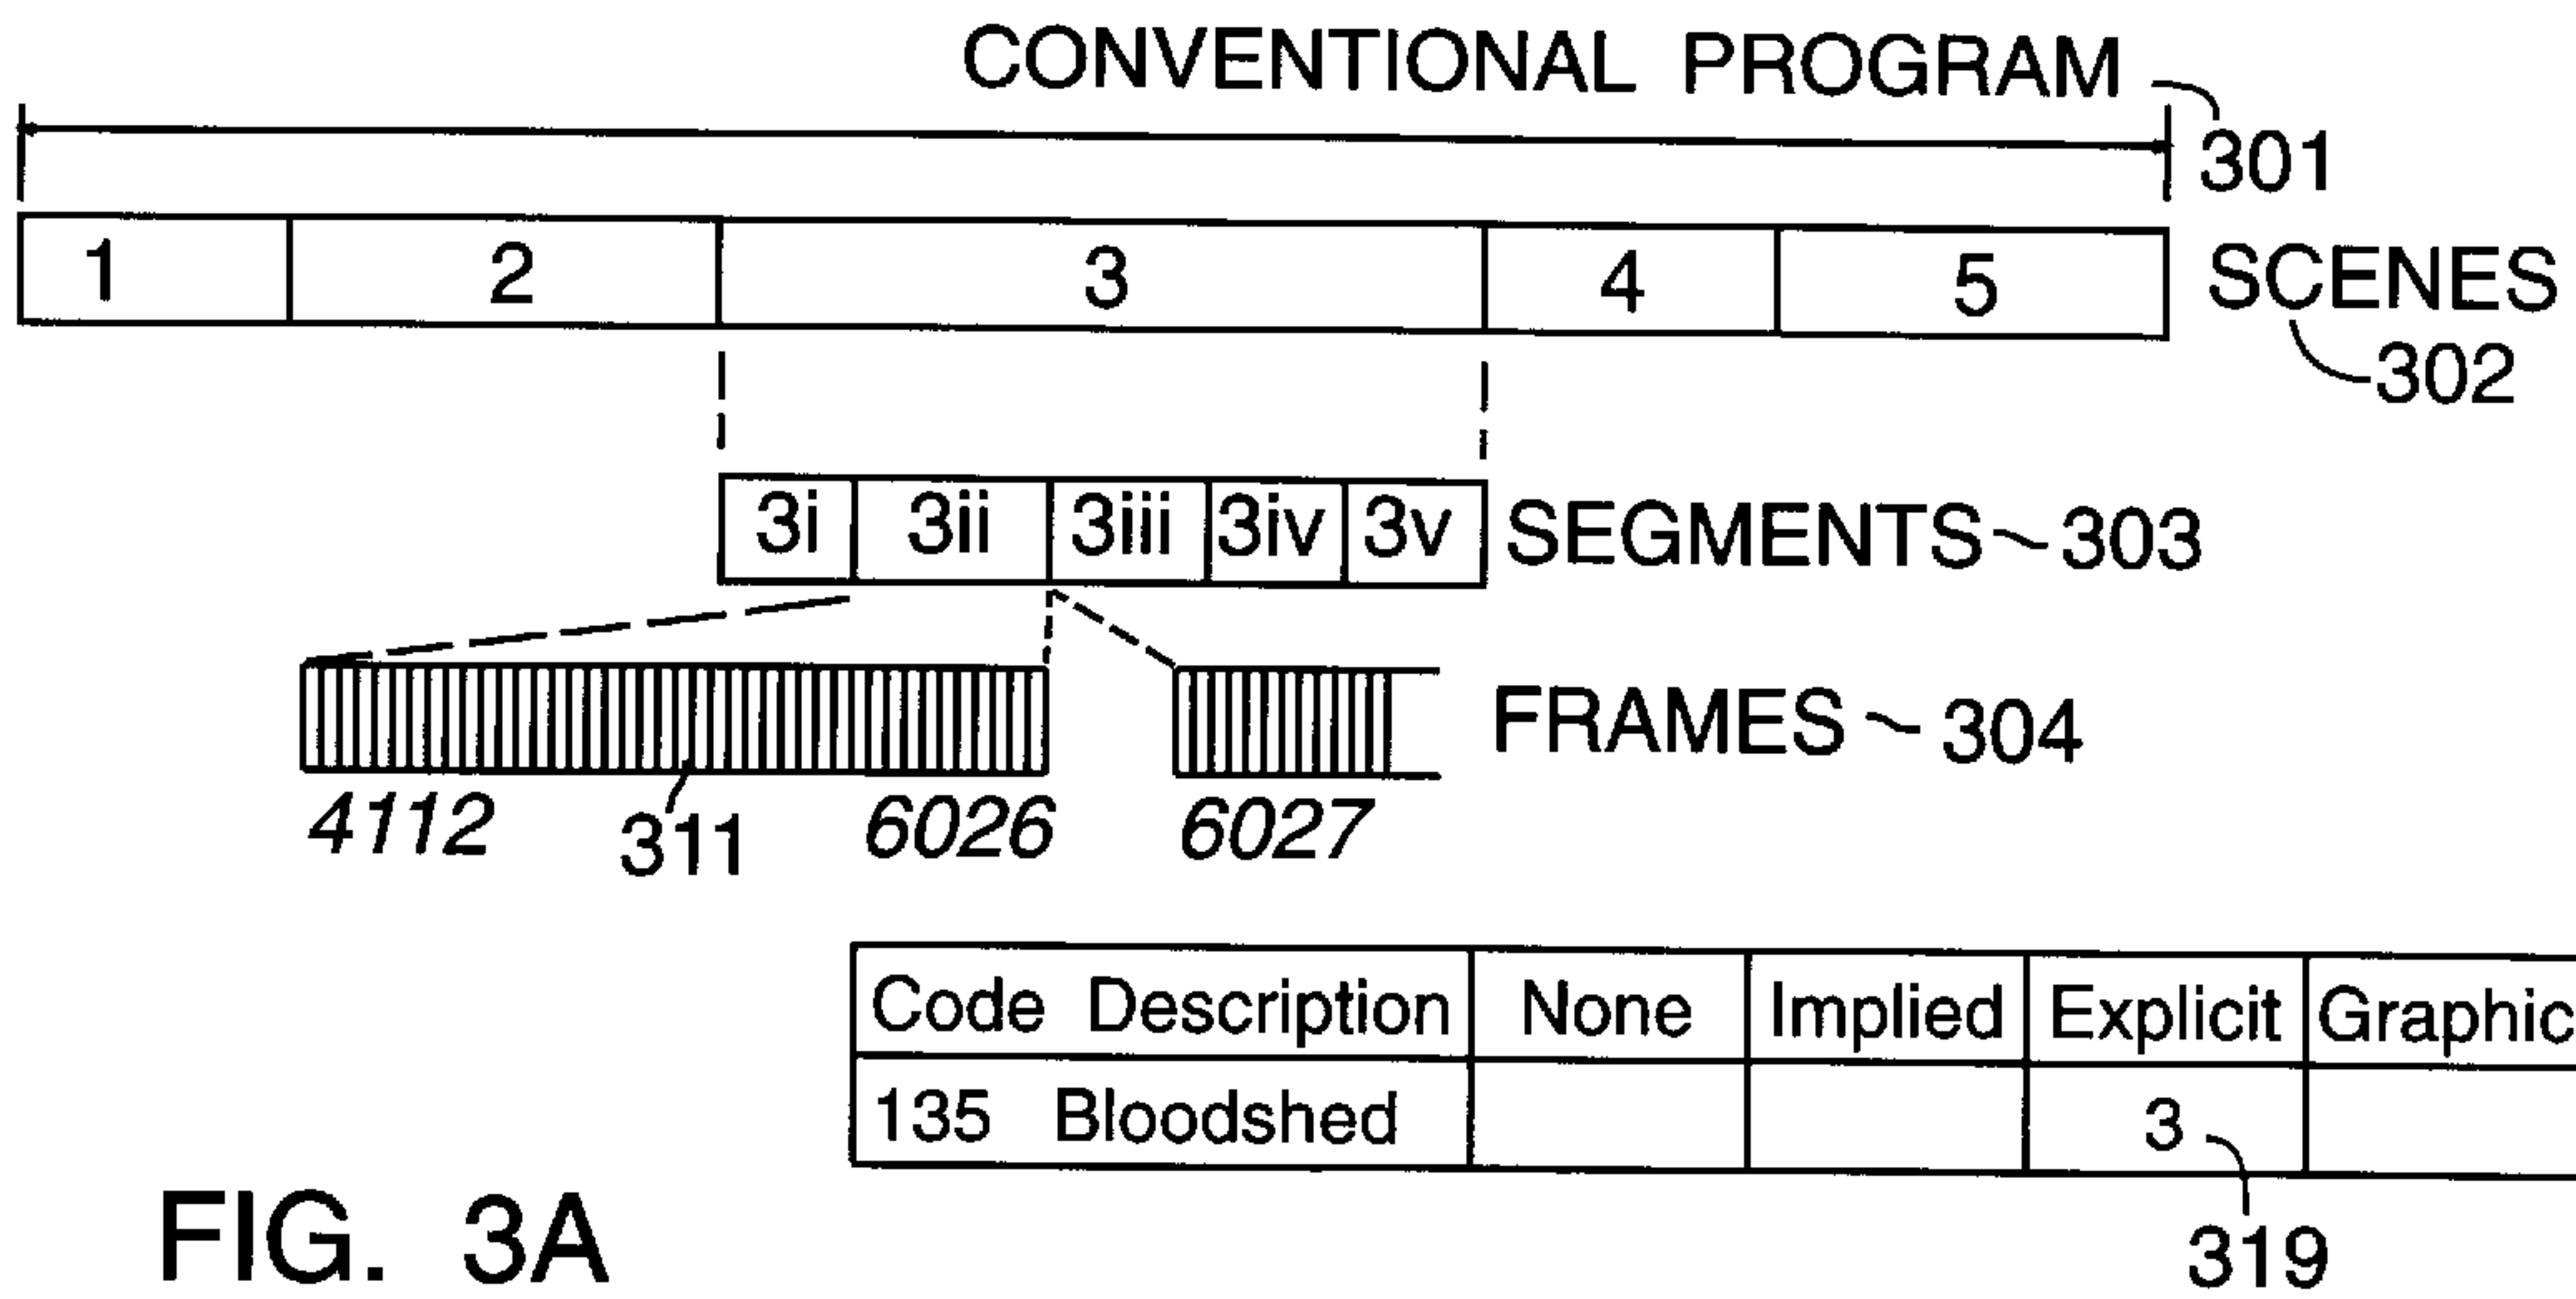 CONVENTIONAL PROGRAM
301
1 2 3 4 5 SCENES
302
3i 3ii 3iii 3iv 3v SEGMENTS 303
FRAMES 304
4112 311 6026 6027
Code Description None Implied Explicit Graphic
135 Bloodshed 3
319
FIG. 3A